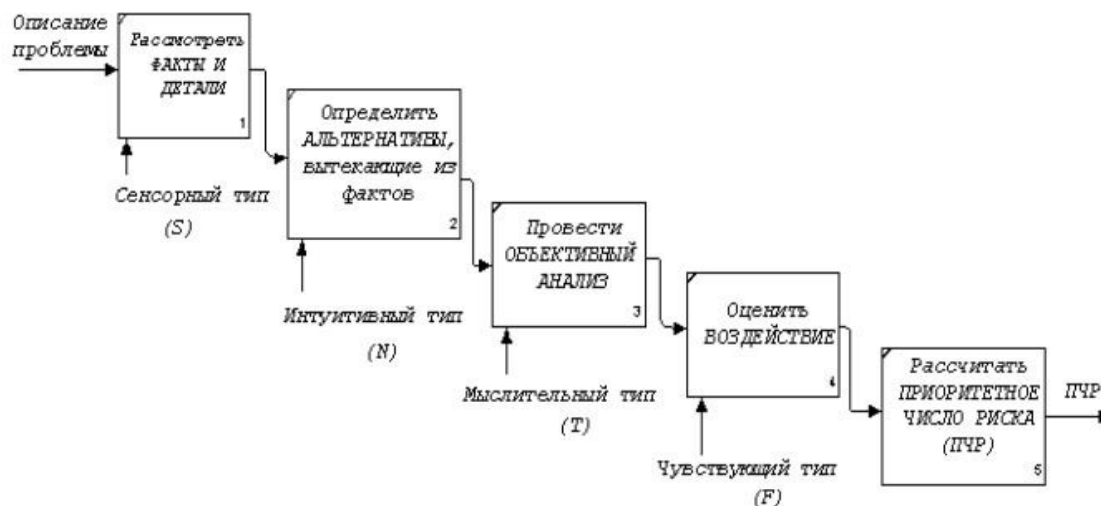 Описание
проблемы
Рассмотреть
ФАКТЫ И
ДЕТАЛИ
1
Сенсорный тип
(S)
Определить
АЛЬТЕРНАТИВЫ,
вытекающие из
фактов
2
Интуитивный тип
(N)
Провести
ОБЪЕКТИВНЫЙ
АНАЛИЗ
3
Мыслительный тип
(T)
Оценить
ВОЗДЕЙСТВИЕ
4
Чувствующий тип
(F)
Рассчитать
ПРИОРИТЕТНОЕ
ЧИСЛО РИСКА
(ПЧР)
5
ПЧР